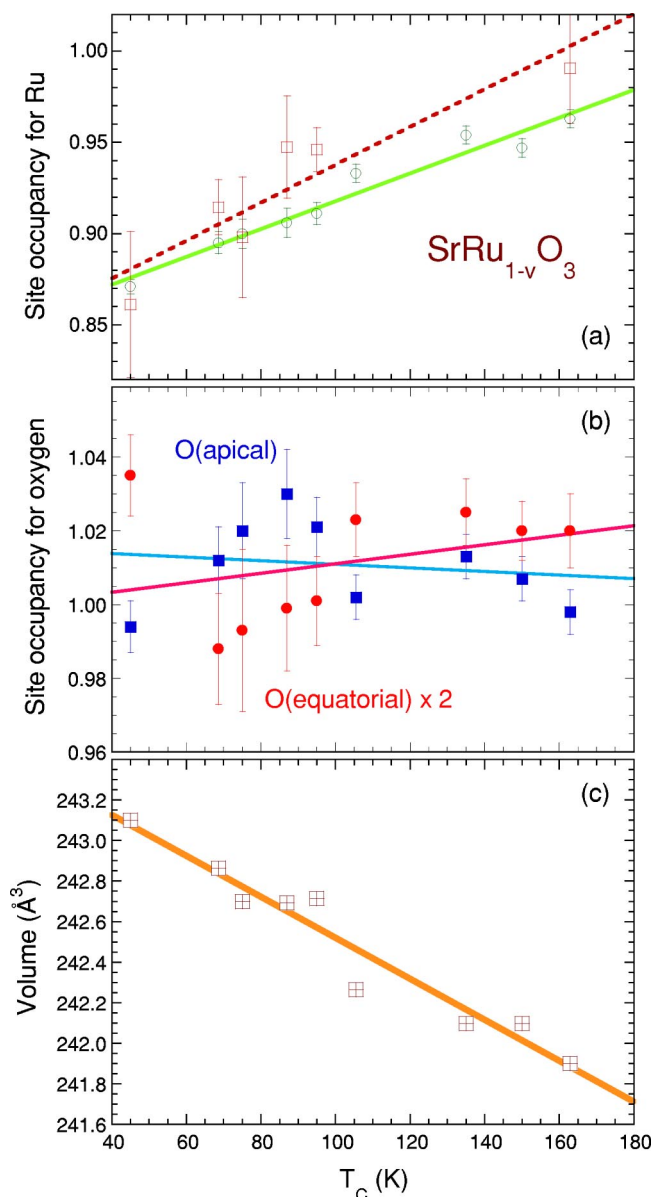 Site occupancy for Ru
1.00
0.95
0.90
0.85
SrRu1-vO3
(a)
Site occupancy for oxygen
1.04
1.02
1.00
0.98
0.96
(b)
O(apical)
O(equatorial) x 2
Volume (Å3)
243.2
243.0
242.8
242.6
242.4
242.2
242.0
241.8
241.6
(c)
40 60 80 100 120 140 160 180
TC (K)